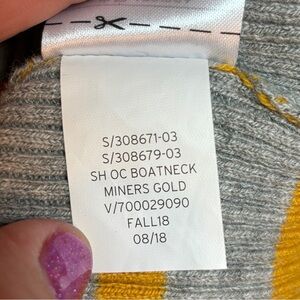 S/308671-03
S/308679-03
SH OC BOATNECK
MINERS GOLD
V/700029090
FALL18
08/18